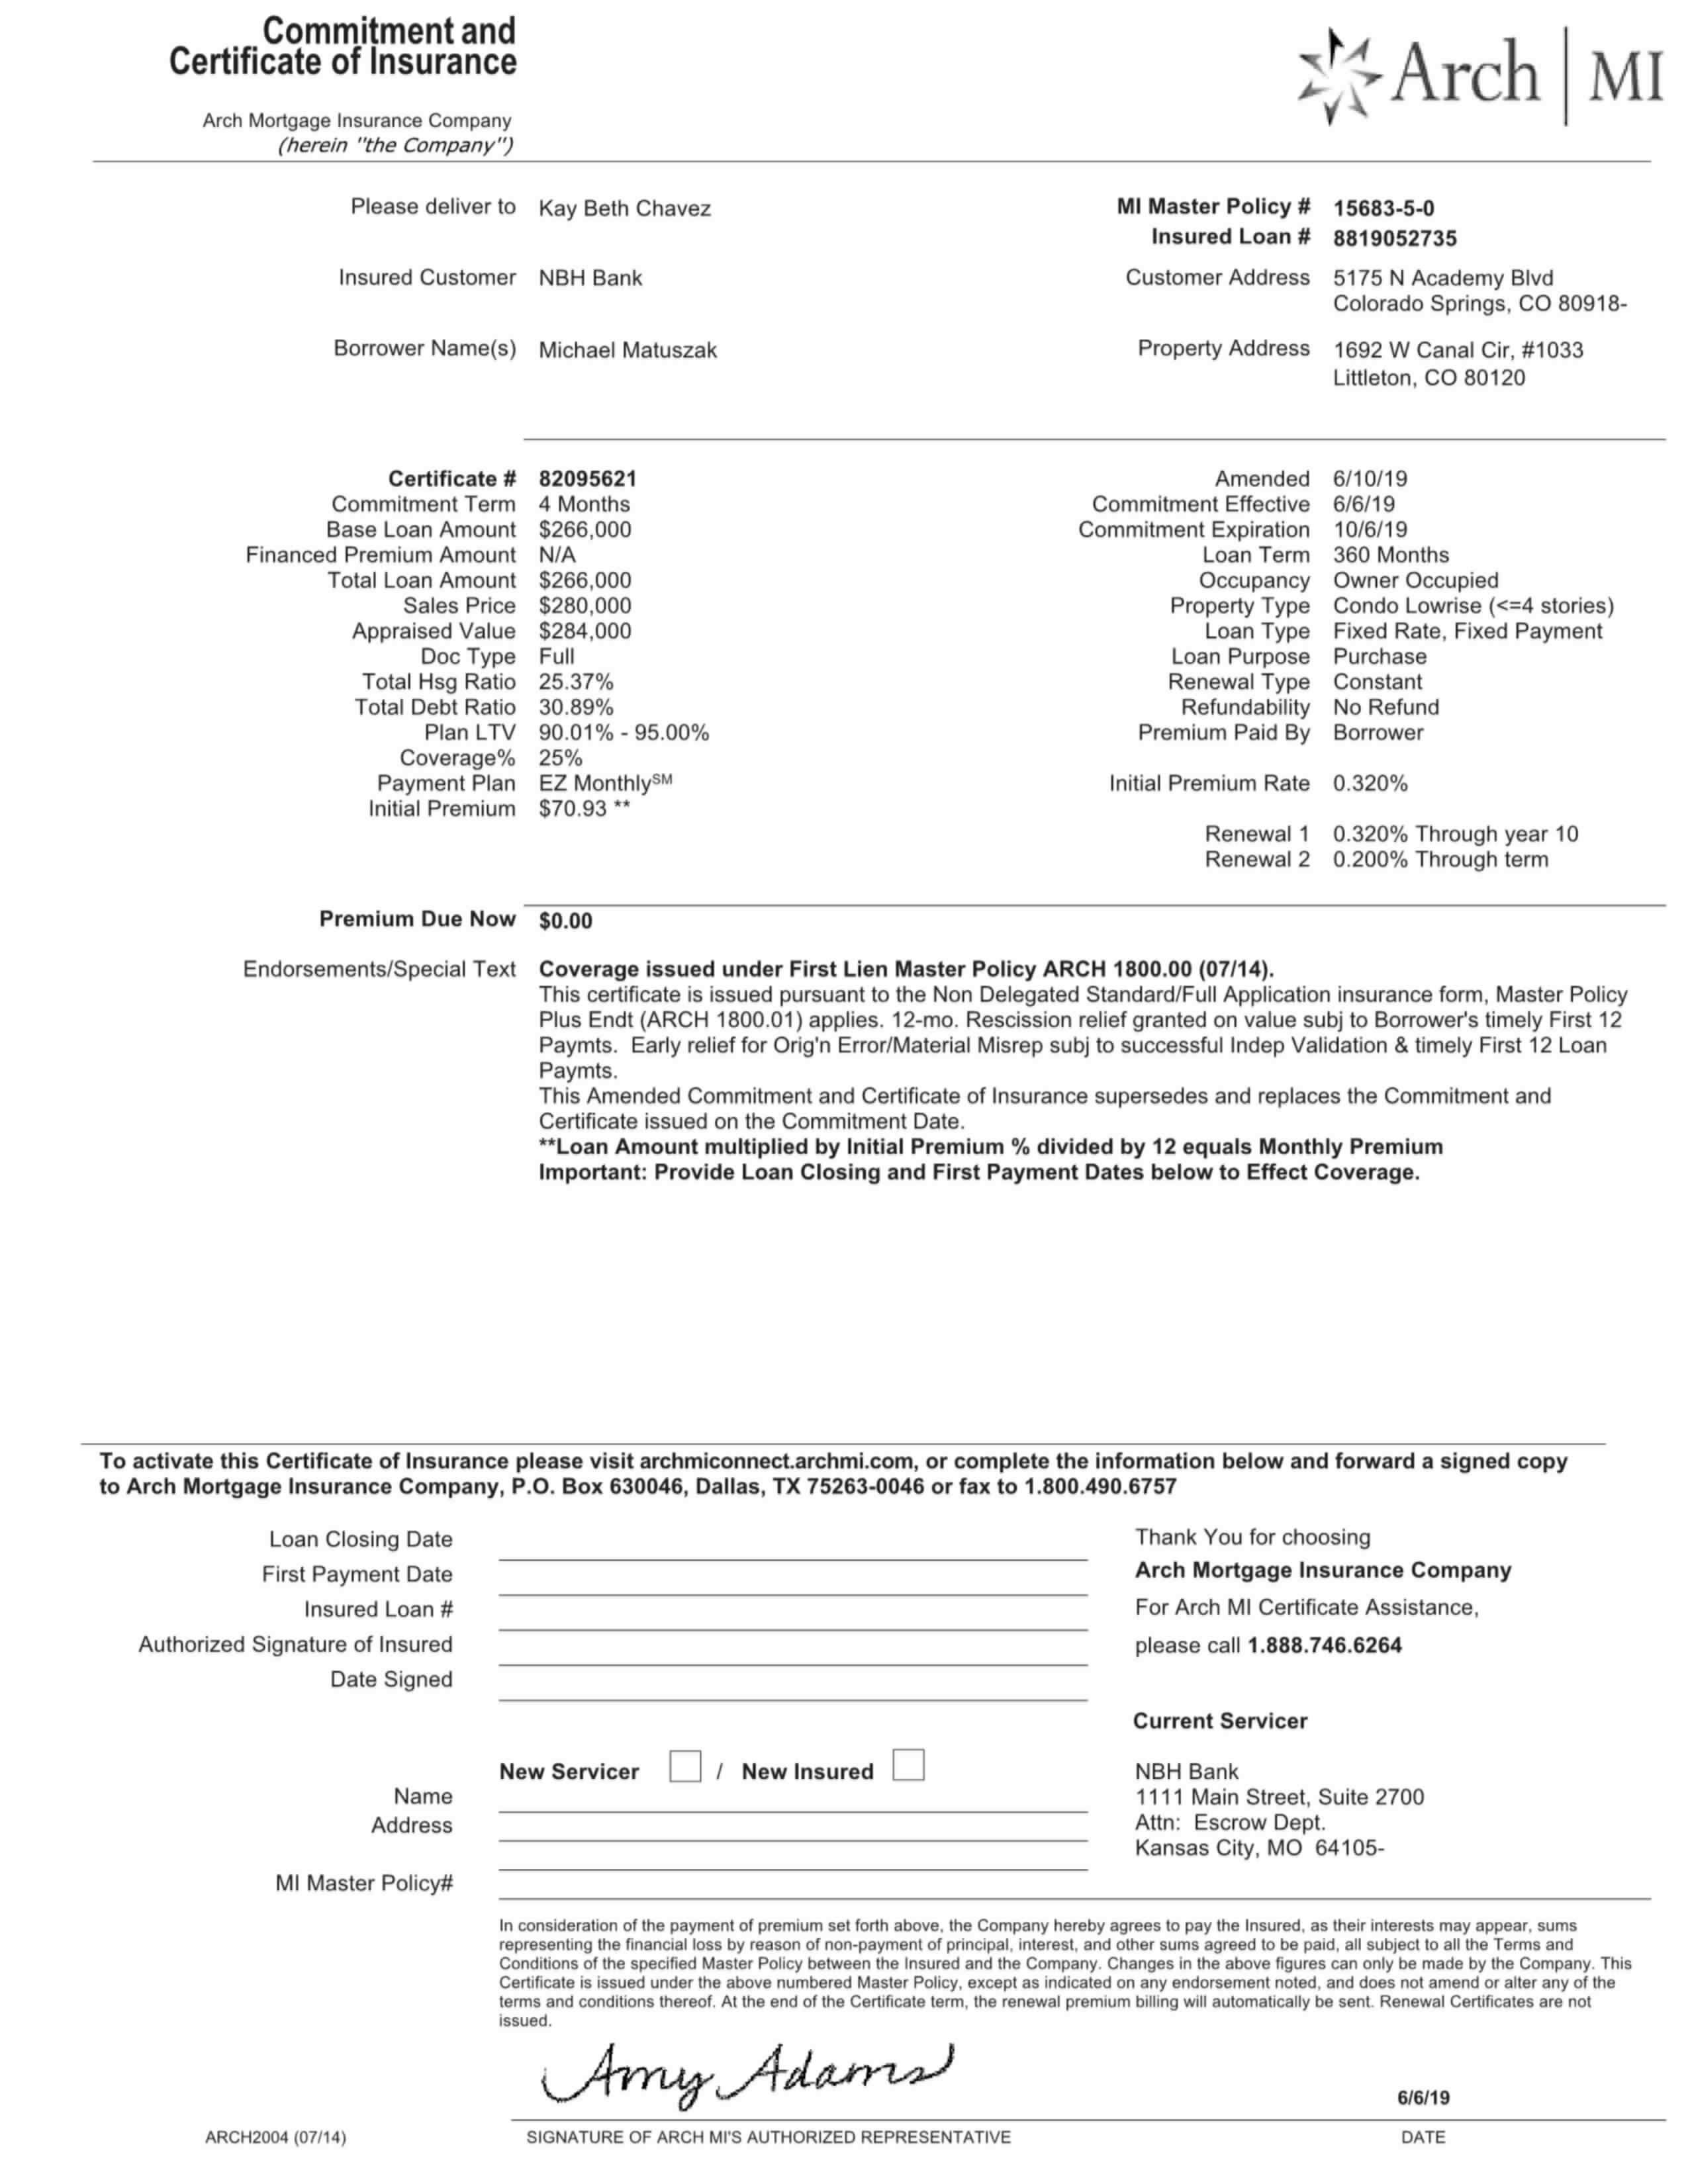 Commitment and
Certificate of Insurance
Arch | MI
Arch Mortgage Insurance Company
(herein "the Company")
Please deliver to Kay Beth Chavez
MI Master Policy # 15683-5-0
Insured Loan # 8819052735
Insured Customer NBH Bank
Customer Address 5175 N Academy Blvd
Colorado Springs, CO 80918-
Borrower Name(s) Michael Matuszak
Property Address 1692 W Canal Cir, #1033
Littleton, CO 80120
Certificate # 82095621
Commitment Term 4 Months
Base Loan Amount $266,000
Financed Premium Amount N/A
Total Loan Amount $266,000
Sales Price $280,000
Appraised Value $284,000
Doc Type Full
Total Hsg Ratio 25.37%
Total Debt Ratio 30.89%
Plan LTV 90.01% - 95.00%
Coverage% 25%
Payment Plan EZ Monthly℠
Initial Premium $70.93 **
Amended 6/10/19
Commitment Effective 6/6/19
Commitment Expiration 10/6/19
Loan Term 360 Months
Occupancy Owner Occupied
Property Type Condo Lowrise (<=4 stories)
Loan Type Fixed Rate, Fixed Payment
Loan Purpose Purchase
Renewal Type Constant
Refundability No Refund
Premium Paid By Borrower
Initial Premium Rate 0.320%
Renewal 1 0.320% Through year 10
Renewal 2 0.200% Through term
Premium Due Now $0.00
Endorsements/Special Text Coverage issued under First Lien Master Policy ARCH 1800.00 (07/14).
This certificate is issued pursuant to the Non Delegated Standard/Full Application insurance form, Master Policy
Plus Endt (ARCH 1800.01) applies. 12-mo. Rescission relief granted on value subj to Borrower's timely First 12
Paymts. Early relief for Orig'n Error/Material Misrep subj to successful Indep Validation & timely First 12 Loan
Paymts.
This Amended Commitment and Certificate of Insurance supersedes and replaces the Commitment and
Certificate issued on the Commitment Date.
**Loan Amount multiplied by Initial Premium % divided by 12 equals Monthly Premium
Important: Provide Loan Closing and First Payment Dates below to Effect Coverage.
To activate this Certificate of Insurance please visit archmiconnect.archmi.com, or complete the information below and forward a signed copy
to Arch Mortgage Insurance Company, P.O. Box 630046, Dallas, TX 75263-0046 or fax to 1.800.490.6757
Loan Closing Date
First Payment Date
Insured Loan #
Authorized Signature of Insured
Date Signed
Thank You for choosing
Arch Mortgage Insurance Company
For Arch MI Certificate Assistance,
please call 1.888.746.6264
Current Servicer
New Servicer / New Insured
Name
Address
MI Master Policy#
NBH Bank
1111 Main Street, Suite 2700
Attn: Escrow Dept.
Kansas City, MO 64105-
In consideration of the payment of premium set forth above, the Company hereby agrees to pay the Insured, as their interests may appear, sums
representing the financial loss by reason of non-payment of principal, interest, and other sums agreed to be paid, all subject to all the Terms and
Conditions of the specified Master Policy between the Insured and the Company. Changes in the above figures can only be made by the Company. This
Certificate is issued under the above numbered Master Policy, except as indicated on any endorsement noted, and does not amend or alter any of the
terms and conditions thereof. At the end of the Certificate term, the renewal premium billing will automatically be sent. Renewal Certificates are not
issued.
Amy Adams
6/6/19
ARCH2004 (07/14)
SIGNATURE OF ARCH MI'S AUTHORIZED REPRESENTATIVE
DATE